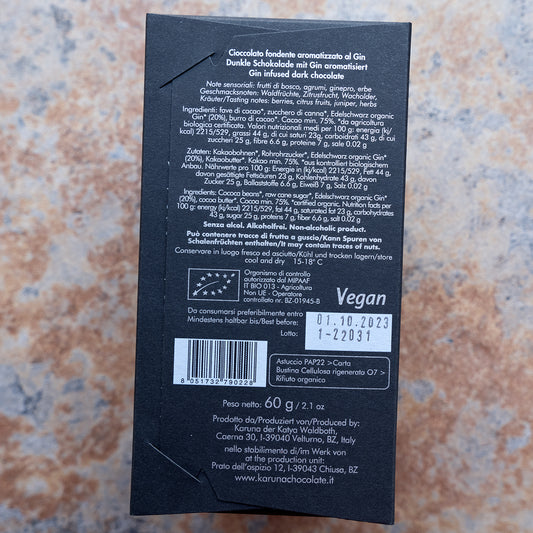 Cioccolato fondente aromatizzato al Gin
Dunkle Schokolade mit Gin aromatisiert
Gin infused dark chocolate
Note sensoriali: frutti di bosco, agrumi, ginepro, erbe
Geschmacksnoten: Waldfrüchte, Zitrusfrucht, Wacholder,
Kräuter/Tasting notes: berries, citrus fruits, juniper, herbs
Ingredienti: fave di cacao*, zucchero di canna*, Edelschwarz organic
Gin* (20%), burro di cacao*. Cacao min. 75%. *da agricoltura
biologica certificata. Valori nutrizionali medi per 100 g: energia (kj/
kcal) 2215/529, grassi 44 g, di cui saturi 23g, carboidrati 43 g, di cui
zuccheri 25 g, fibre 6.6 g, proteine 7 g, sale 0.02 g
Zutaten: Kakaobohnen*, Rohrohrzucker*, Edelschwarz organic Gin*
(20%), Kakaobutter*. Kakao min. 75%. *aus kontrolliert biologischem
Anbau. Nährwerte pro 100 g: Energie in (kj/kcal) 2215/529, Fett 44 g,
davon gesättigte Fettsäuren 23 g, Kohlenhydrate 43 g, davon
Zucker 25 g, Ballaststoffe 6.6 g, Eiweiß 7 g, Salz 0.02 g
Ingredients: Cocoa beans*, raw cane sugar*, Edelschwarz organic Gin*
(20%), cocoa butter*. Cocoa min. 75%. *certified organic. Nutrition facts per
100 g: energy (kj/kcal) 2215/529, fat 44 g, saturated fat 23 g, carbohydrates
43 g, sugar 25 g, proteins 7 g, fiber 6,6 g, salt 0.02 g
Senza alcol. Alkoholfrei. Non-alcoholic product.
Può contenere tracce di frutta a guscio/Kann Spuren von
Schalenfrüchten enthalten/It may contain trace of nuts.
Conservare in luogo fresco ed asciutto/Kühl und trocken lagern/store
cool and dry 15-18° C
Organismo di controllo
autorizzato dal MIPAAF
IT BIO 013 - Agricoltura
Non UE - Operatore
controllato nr. BZ-01945-B
Vegan
Da consumarsi preferibilmente entro
Mindestens haltbar bis/Best before:
01.10.2023
Lotto:
1-22031
8 051732 790228
Astuccio PAP22 > Carta
Bustina Cellulosa rigenerata 07 >
Rifiuto organico
Peso netto: 60 g / 2.1 oz
Prodotto da/Produziert von/Produced by:
Karuna der Katya Waldboth,
Caerna 30, I-39040 Velturno, BZ, Italy
nello stabilimento di/im Werk von
at the production unit:
Prato dell'ospizio 12, I-39043 Chiusa, BZ
www.karunachocolate.it